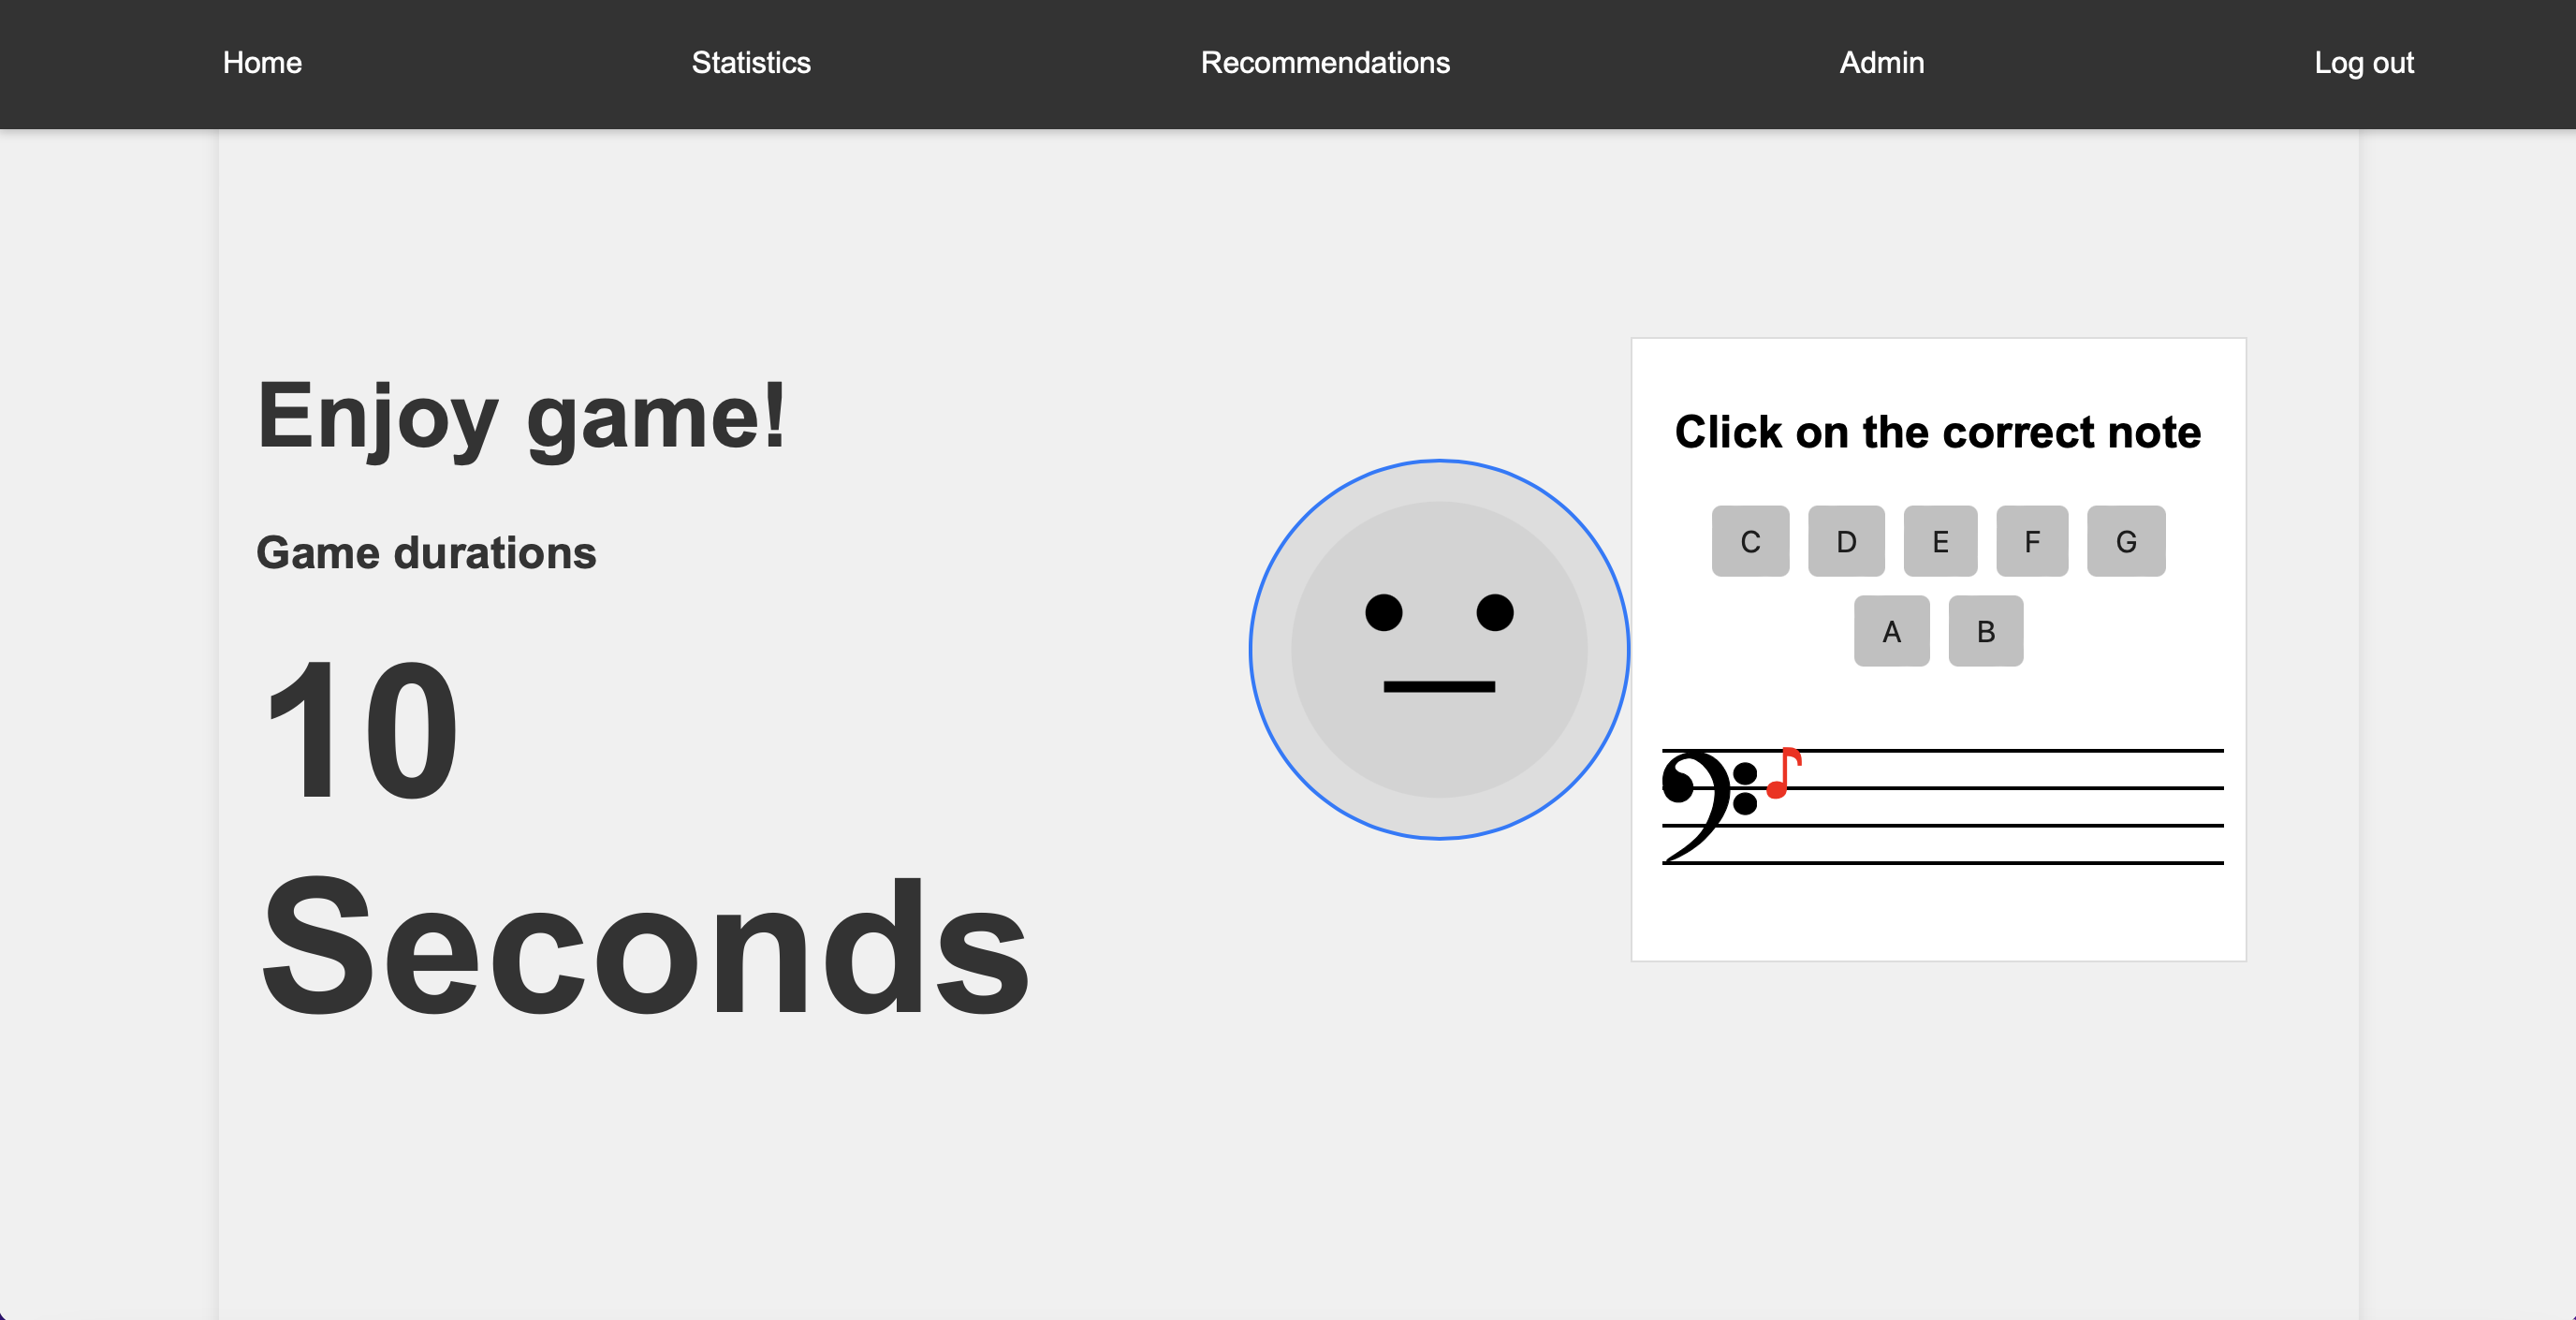 Home Statistics Recommendations Admin Log out
Enjoy game!
Game durations
10
Seconds
Click on the correct note
C D E F G
A B